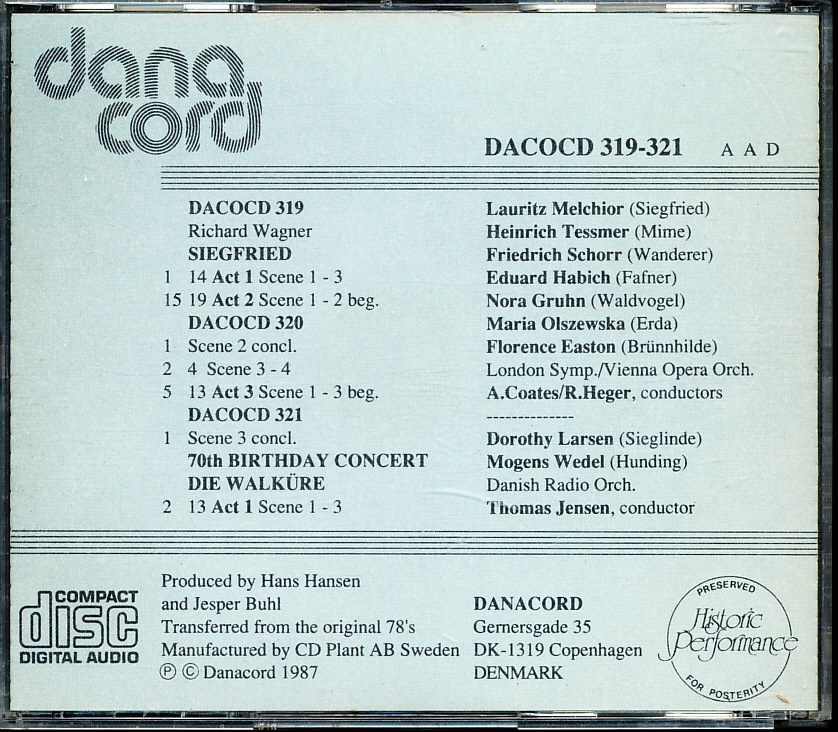 dana
cord
DACOCD 319-321 A A D
DACOCD 319
Richard Wagner
SIEGFRIED
1 14 Act 1 Scene 1 - 3
15 19 Act 2 Scene 1 - 2 beg.
DACOCD 320
1 Scene 2 concl.
2 4 Scene 3 - 4
5 13 Act 3 Scene 1 - 3 beg.
DACOCD 321
1 Scene 3 concl.
70th BIRTHDAY CONCERT
DIE WALKÜRE
2 13 Act 1 Scene 1 - 3
Lauritz Melchior (Siegfried)
Heinrich Tessmer (Mime)
Friedrich Schorr (Wanderer)
Eduard Habich (Fafner)
Nora Gruhn (Waldvogel)
Maria Olszewska (Erda)
Florence Easton (Brünnhilde)
London Symp./Vienna Opera Orch.
A.Coates/R.Heger, conductors
--------------
Dorothy Larsen (Sieglinde)
Mogens Wedel (Hunding)
Danish Radio Orch.
Thomas Jensen, conductor
COMPACT
disc
DIGITAL AUDIO
Produced by Hans Hansen
and Jesper Buhl
Transferred from the original 78's
Manufactured by CD Plant AB Sweden
Ⓟ © Danacord 1987
DANACORD
Gernersgade 35
DK-1319 Copenhagen
DENMARK
PRESERVED
Historic
Performance
FOR POSTERITY